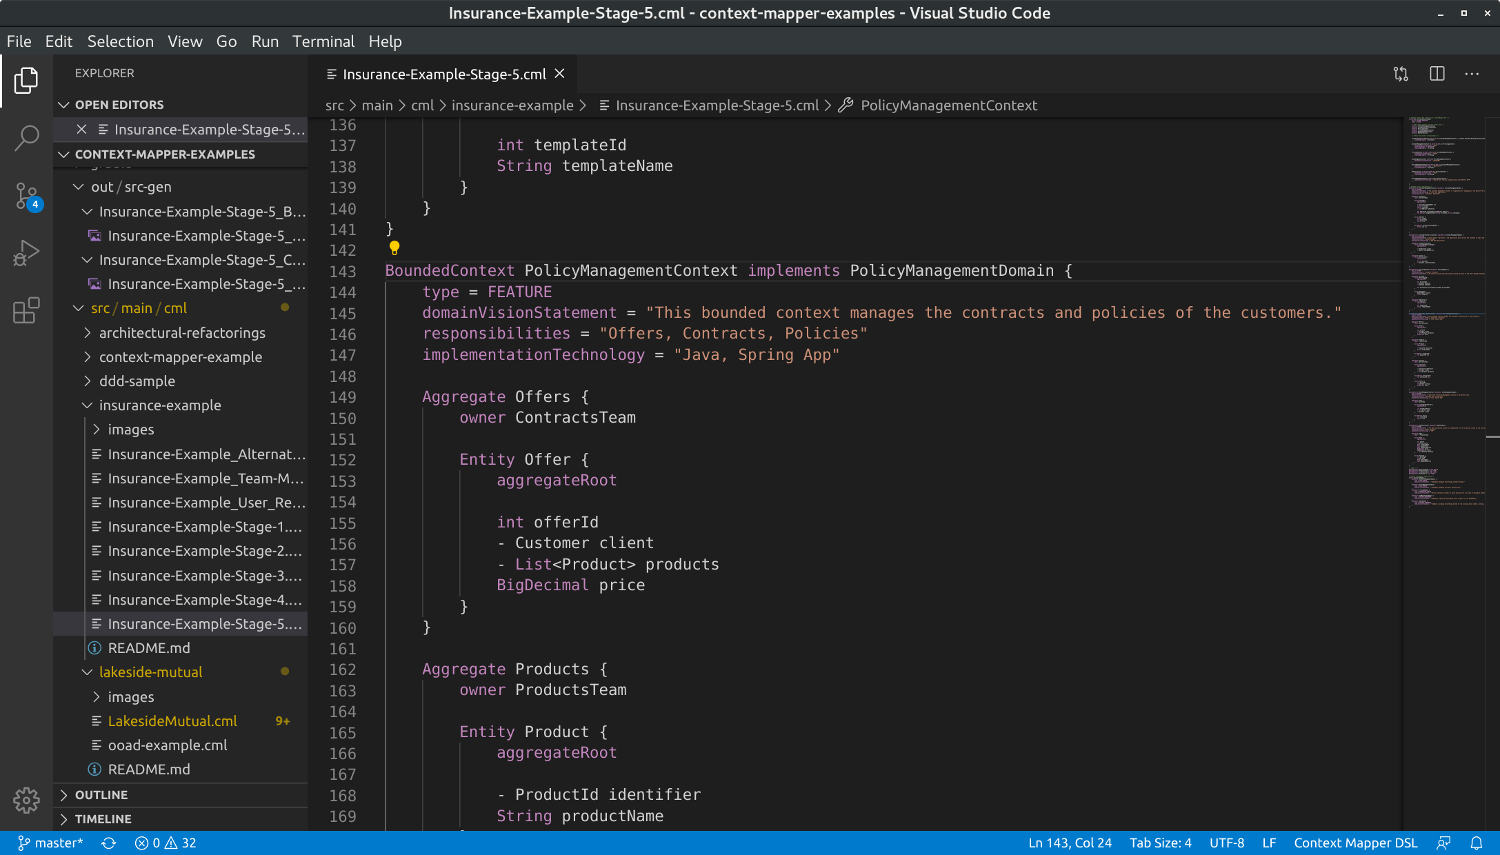 Insurance-Example-Stage-5.cml - context-mapper-examples - Visual Studio Code
File Edit Selection View Go Run Terminal Help
EXPLORER
OPEN EDITORS
Insurance-Example-Stage-5...
CONTEXT-MAPPER-EXAMPLES
out / src-gen
Insurance-Example-Stage-5_B...
Insurance-Example-Stage-5_...
Insurance-Example-Stage-5_C...
Insurance-Example-Stage-5_...
src / main / cml
architectural-refactorings
context-mapper-example
ddd-sample
insurance-example
images
Insurance-Example_Alternat...
Insurance-Example_Team-M...
Insurance-Example_User_Re...
Insurance-Example-Stage-1....
Insurance-Example-Stage-2....
Insurance-Example-Stage-3....
Insurance-Example-Stage-4....
Insurance-Example-Stage-5....
README.md
lakeside-mutual
images
LakesideMutual.cml 9+
ooad-example.cml
README.md
OUTLINE
TIMELINE
4
Insurance-Example-Stage-5.cml
src > main > cml > insurance-example > Insurance-Example-Stage-5.cml > PolicyManagementContext
136
137 int templateId
138 String templateName
139 }
140 }
141 }
142
143 BoundedContext PolicyManagementContext implements PolicyManagementDomain {
144 type = FEATURE
145 domainVisionStatement = "This bounded context manages the contracts and policies of the customers."
146 responsibilities = "Offers, Contracts, Policies"
147 implementationTechnology = "Java, Spring App"
148
149 Aggregate Offers {
150 owner ContractsTeam
151
152 Entity Offer {
153 aggregateRoot
154
155 int offerId
156 - Customer client
157 - List<Product> products
158 BigDecimal price
159 }
160 }
161
162 Aggregate Products {
163 owner ProductsTeam
164
165 Entity Product {
166 aggregateRoot
167
168 - ProductId identifier
169 String productName
master* 0 32 Ln 143, Col 24 Tab Size: 4 UTF-8 LF Context Mapper DSL